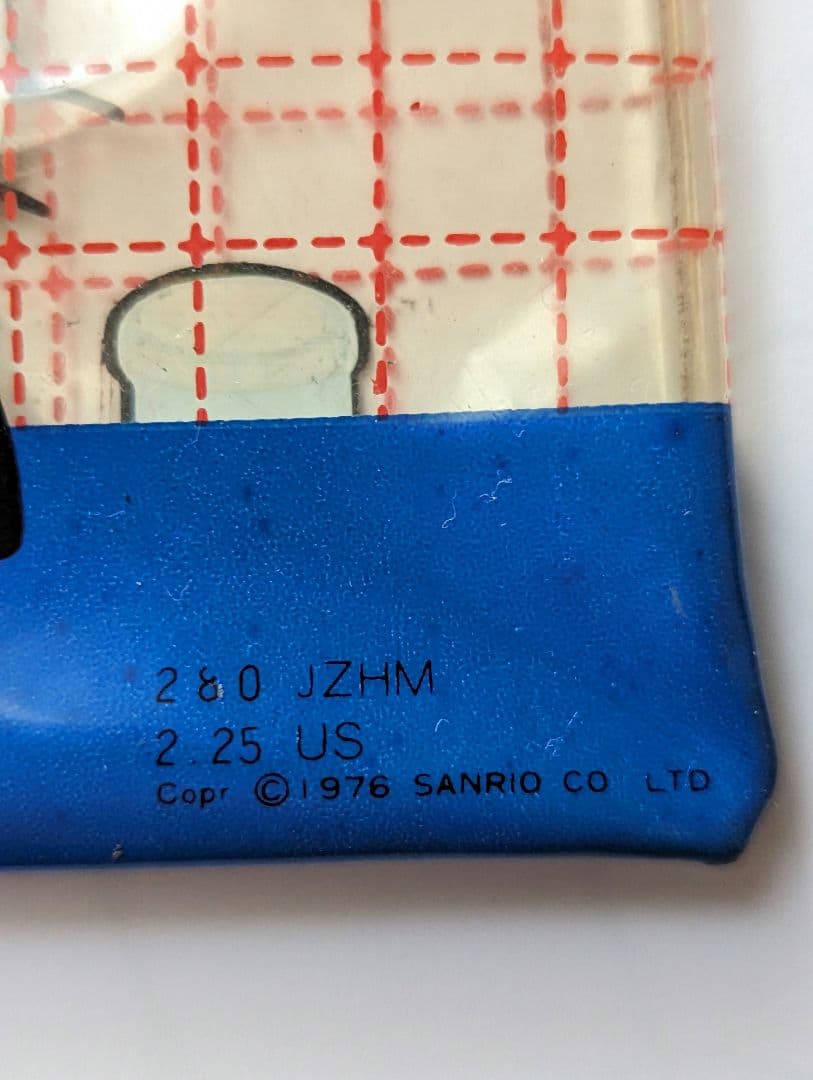 280 JZHM
2.25 US
Copr ©1976 SANRIO CO LTD